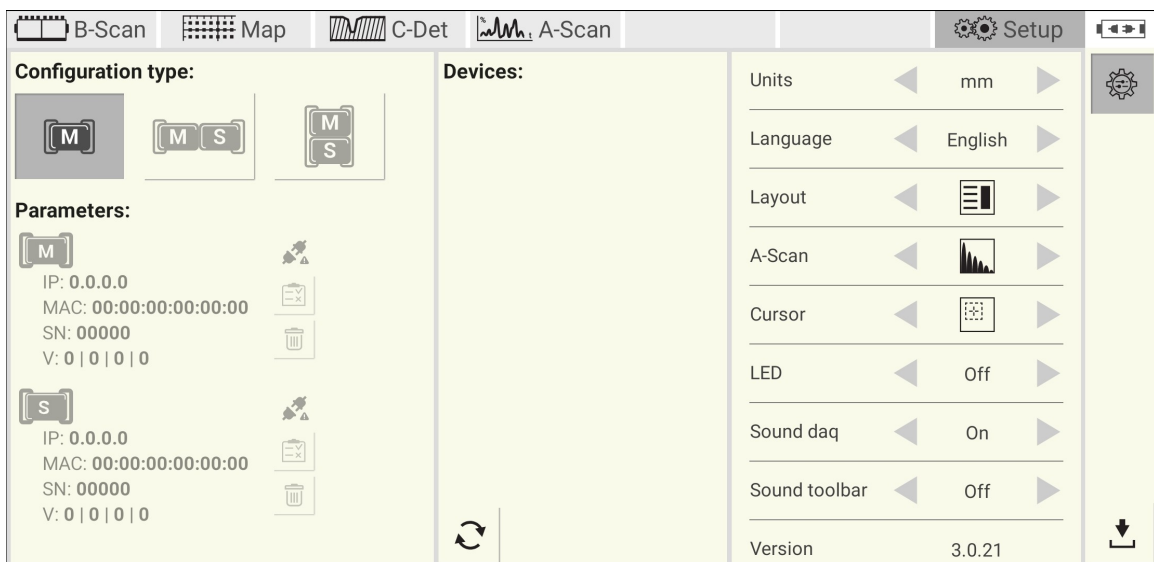 B-Scan
Map
C-Det
% t A-Scan
Setup
Configuration type:
M
M S
M
S
Parameters:
M
IP: 0.0.0.0
MAC: 00:00:00:00:00:00
SN: 00000
V: 0 | 0 | 0 | 0
S
IP: 0.0.0.0
MAC: 00:00:00:00:00:00
SN: 00000
V: 0 | 0 | 0 | 0
Devices:
Units mm
Language English
Layout
A-Scan
Cursor
LED Off
Sound daq On
Sound toolbar Off
Version 3.0.21